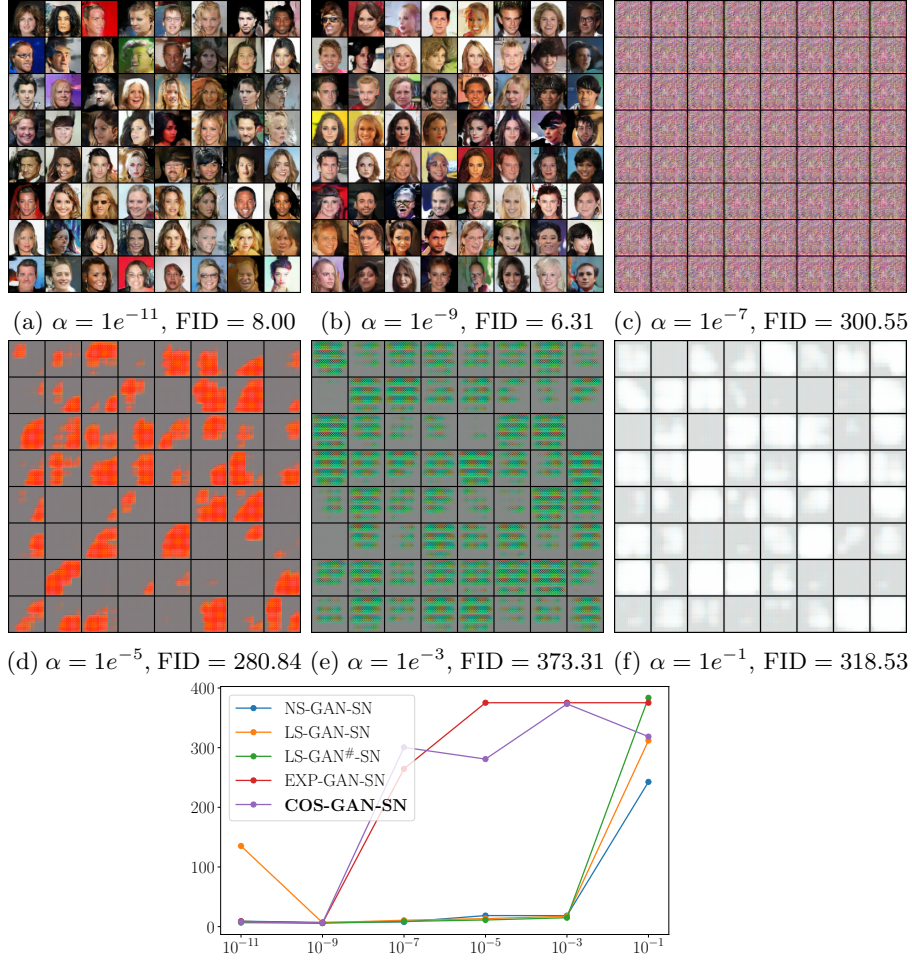 (a) α = 1e⁻¹¹, FID = 8.00
(b) α = 1e⁻⁹, FID = 6.31
(c) α = 1e⁻⁷, FID = 300.55
(d) α = 1e⁻⁵, FID = 280.84
(e) α = 1e⁻³, FID = 373.31
(f) α = 1e⁻¹, FID = 318.53
400
300
200
100
0
NS-GAN-SN
LS-GAN-SN
LS-GAN#-SN
EXP-GAN-SN
COS-GAN-SN
10⁻¹¹
10⁻⁹
10⁻⁷
10⁻⁵
10⁻³
10⁻¹